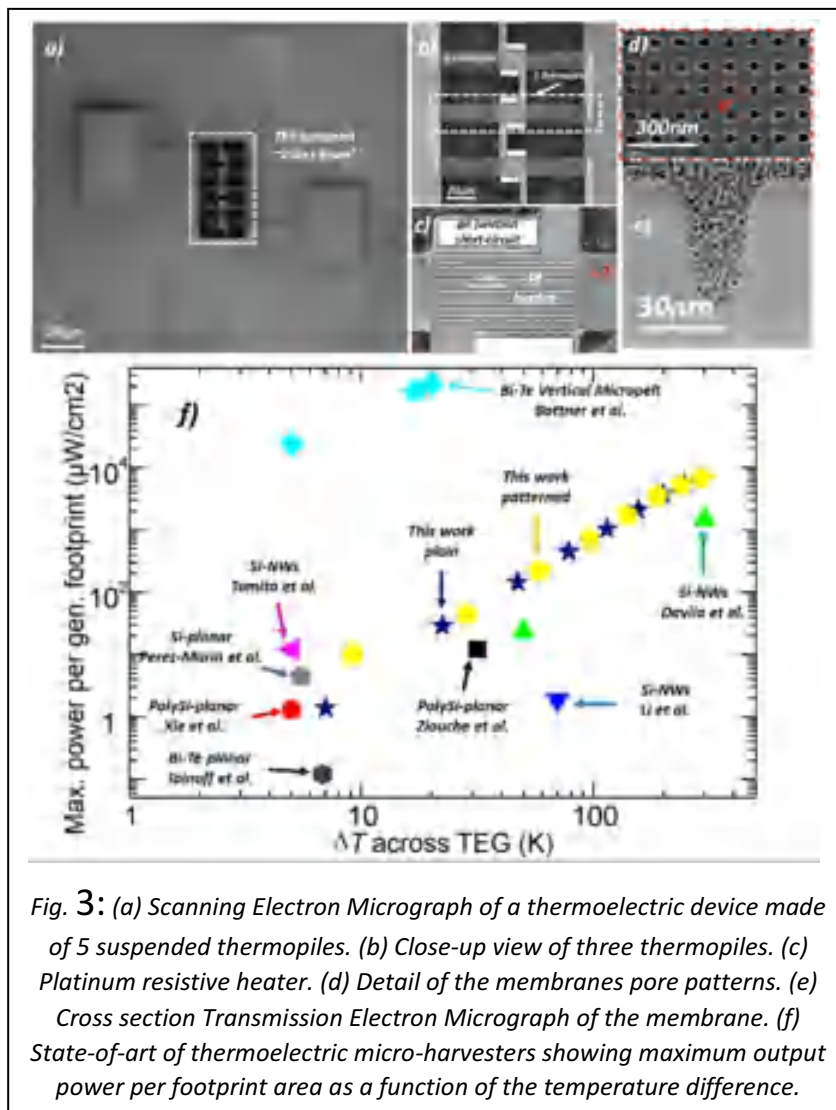 a)
b)
d)
300nm
c)
30μm
f)
Max. power per gen. footprint (μW/cm2)
10⁴
10²
1
Bi-Te Vertical Micropelt
Bottner et al.
This work
patterned
This work
plain
Si-NWs
Tomita et al.
Si-planar
Perez-Marin et al.
PolySi-planar
Xie et al.
Bi-Te planar
et al.
PolySi-planar
Ziouche et al.
Si-NWs
Li et al.
Si-NWs
Davila et al.
1
10
100
ΔT across TEG (K)
Fig. 3: (a) Scanning Electron Micrograph of a thermoelectric device made
of 5 suspended thermopiles. (b) Close-up view of three thermopiles. (c)
Platinum resistive heater. (d) Detail of the membranes pore patterns. (e)
Cross section Transmission Electron Micrograph of the membrane. (f)
State-of-art of thermoelectric micro-harvesters showing maximum output
power per footprint area as a function of the temperature difference.